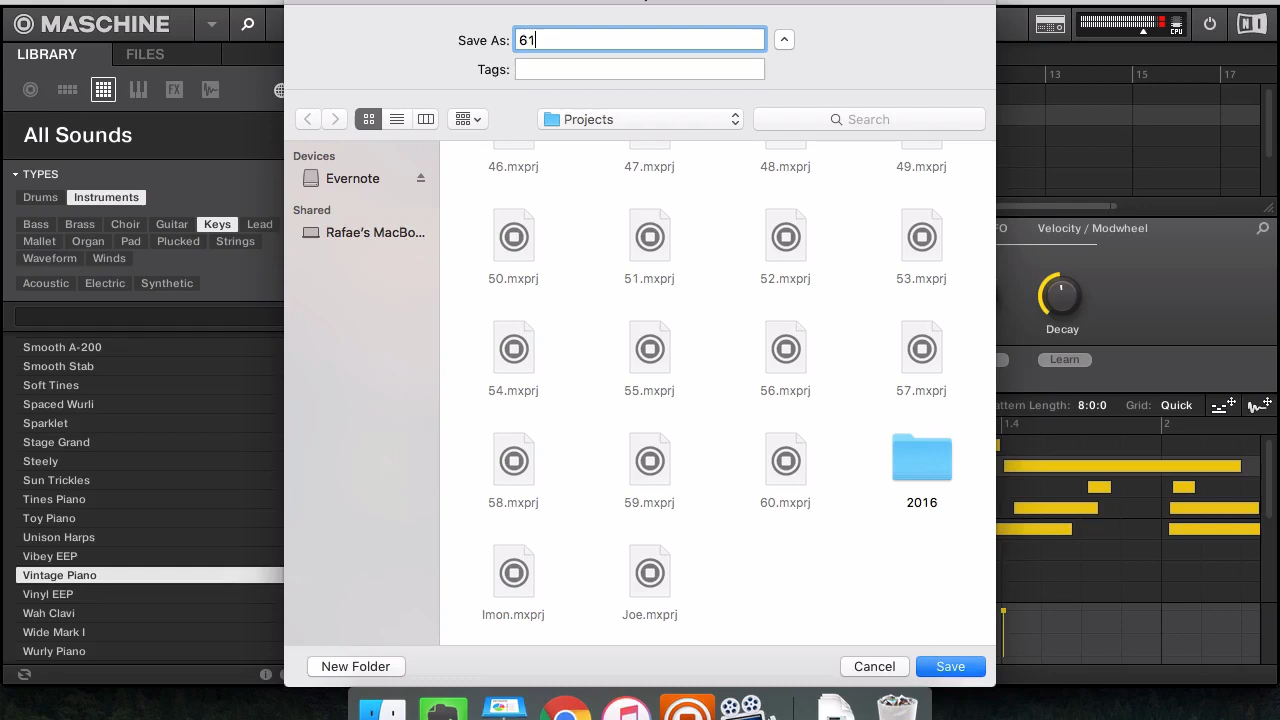 MASCHINE
Save As: 61
Tags:
LIBRARY
FILES
CPU
NI
13
15
17
FX
Projects
Search
All Sounds
TYPES
Drums
Instruments
Bass Brass Choir Guitar Keys Lead
Mallet Organ Pad Plucked Strings
Waveform Winds
Acoustic Electric Synthetic
Smooth A-200
Smooth Stab
Soft Tines
Spaced Wurli
Sparklet
Stage Grand
Steely
Sun Trickles
Tines Piano
Toy Piano
Unison Harps
Vibey EEP
Vintage Piano
Vinyl EEP
Wah Clavi
Wide Mark I
Wurly Piano
Devices
Evernote
Shared
Rafae's MacBo...
46.mxprj 47.mxprj 48.mxprj 49.mxprj
50.mxprj 51.mxprj 52.mxprj 53.mxprj
54.mxprj 55.mxprj 56.mxprj 57.mxprj
58.mxprj 59.mxprj 60.mxprj 2016
Imon.mxprj Joe.mxprj
New Folder
Cancel
Save
Velocity / Modwheel
Decay
Learn
attern Length: 8:0:0 Grid: Quick
1.4
2